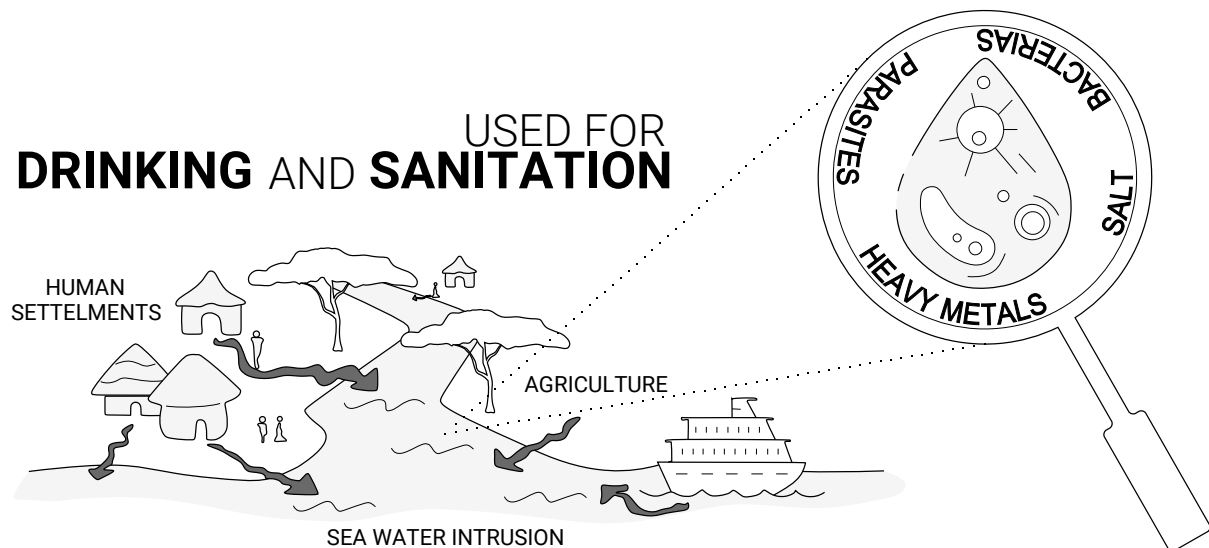 USED FOR
DRINKING AND SANITATION
HUMAN
SETTELMENTS
AGRICULTURE
SEA WATER INTRUSION
PARASITES
BACTERIAS
SALT
HEAVY METALS